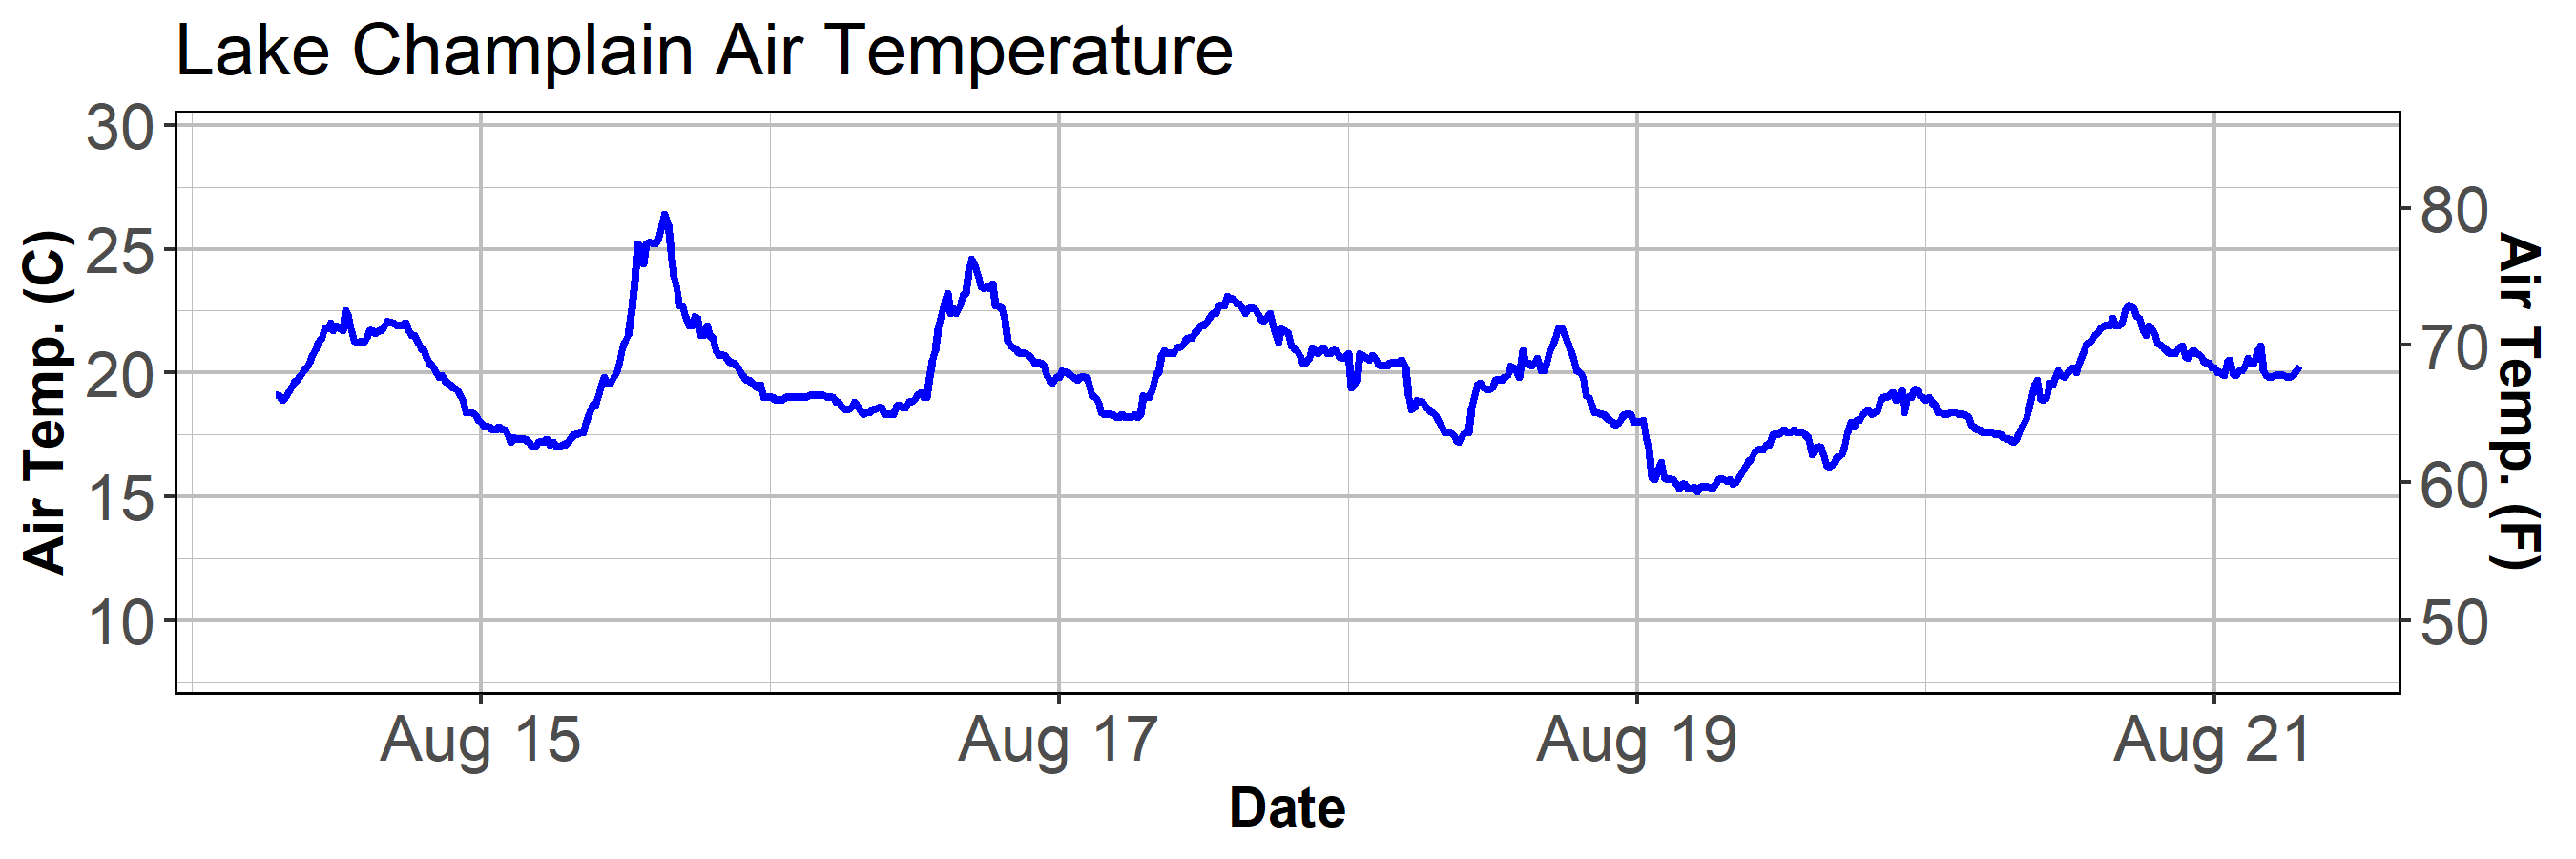 Lake Champlain Air Temperature
30
25
20
15
10
Air Temp. (C)
80
70
60
50
Air Temp. (F)
Aug 15
Aug 17
Aug 19
Aug 21
Date